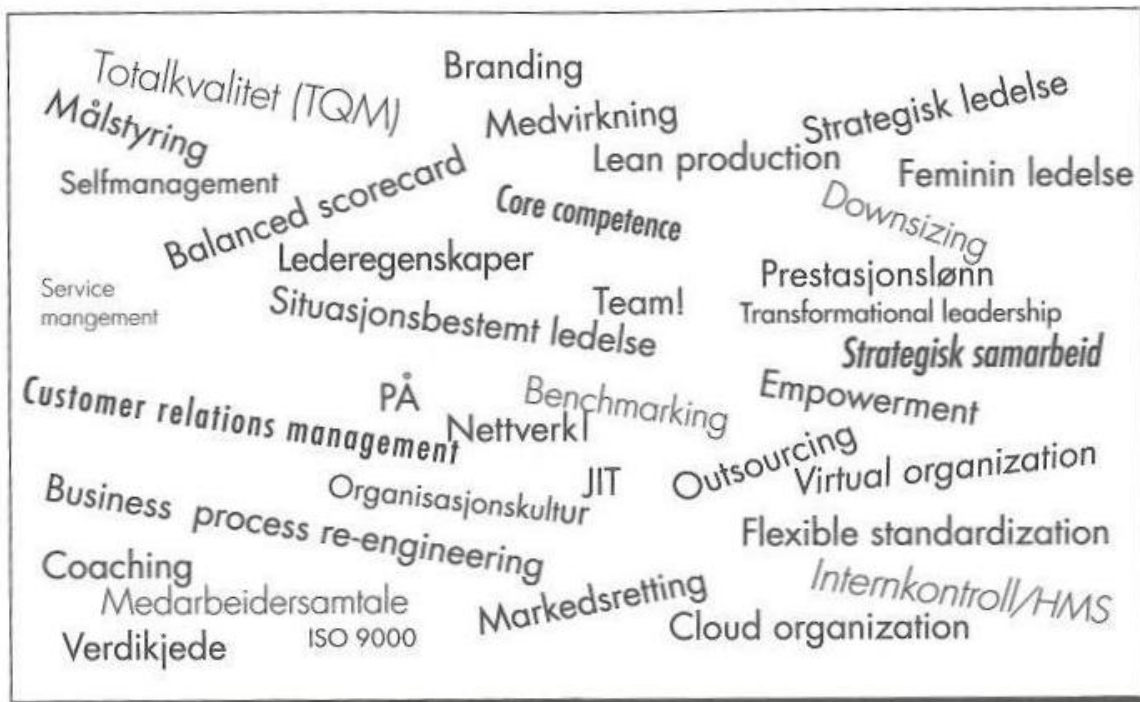 Totalkvalitet (TQM)
Branding
Målstyring
Medvirkning
Strategisk ledelse
Selfmanagement
Lean production
Feminin ledelse
Balanced scorecard
Core competence
Downsizing
Lederegenskaper
Prestasjonslønn
Service
mangement
Situasjonsbestemt ledelse
Team!
Transformational leadership
Strategisk samarbeid
Customer relations management
PÅ
Benchmarking
Empowerment
Nettverk!
Outsourcing
Virtual organization
Business process re-engineering
Organisasjonskultur
JIT
Flexible standardization
Coaching
Medarbeidersamtale
Markedsretting
Internkontroll/HMS
Verdikjede
ISO 9000
Cloud organization